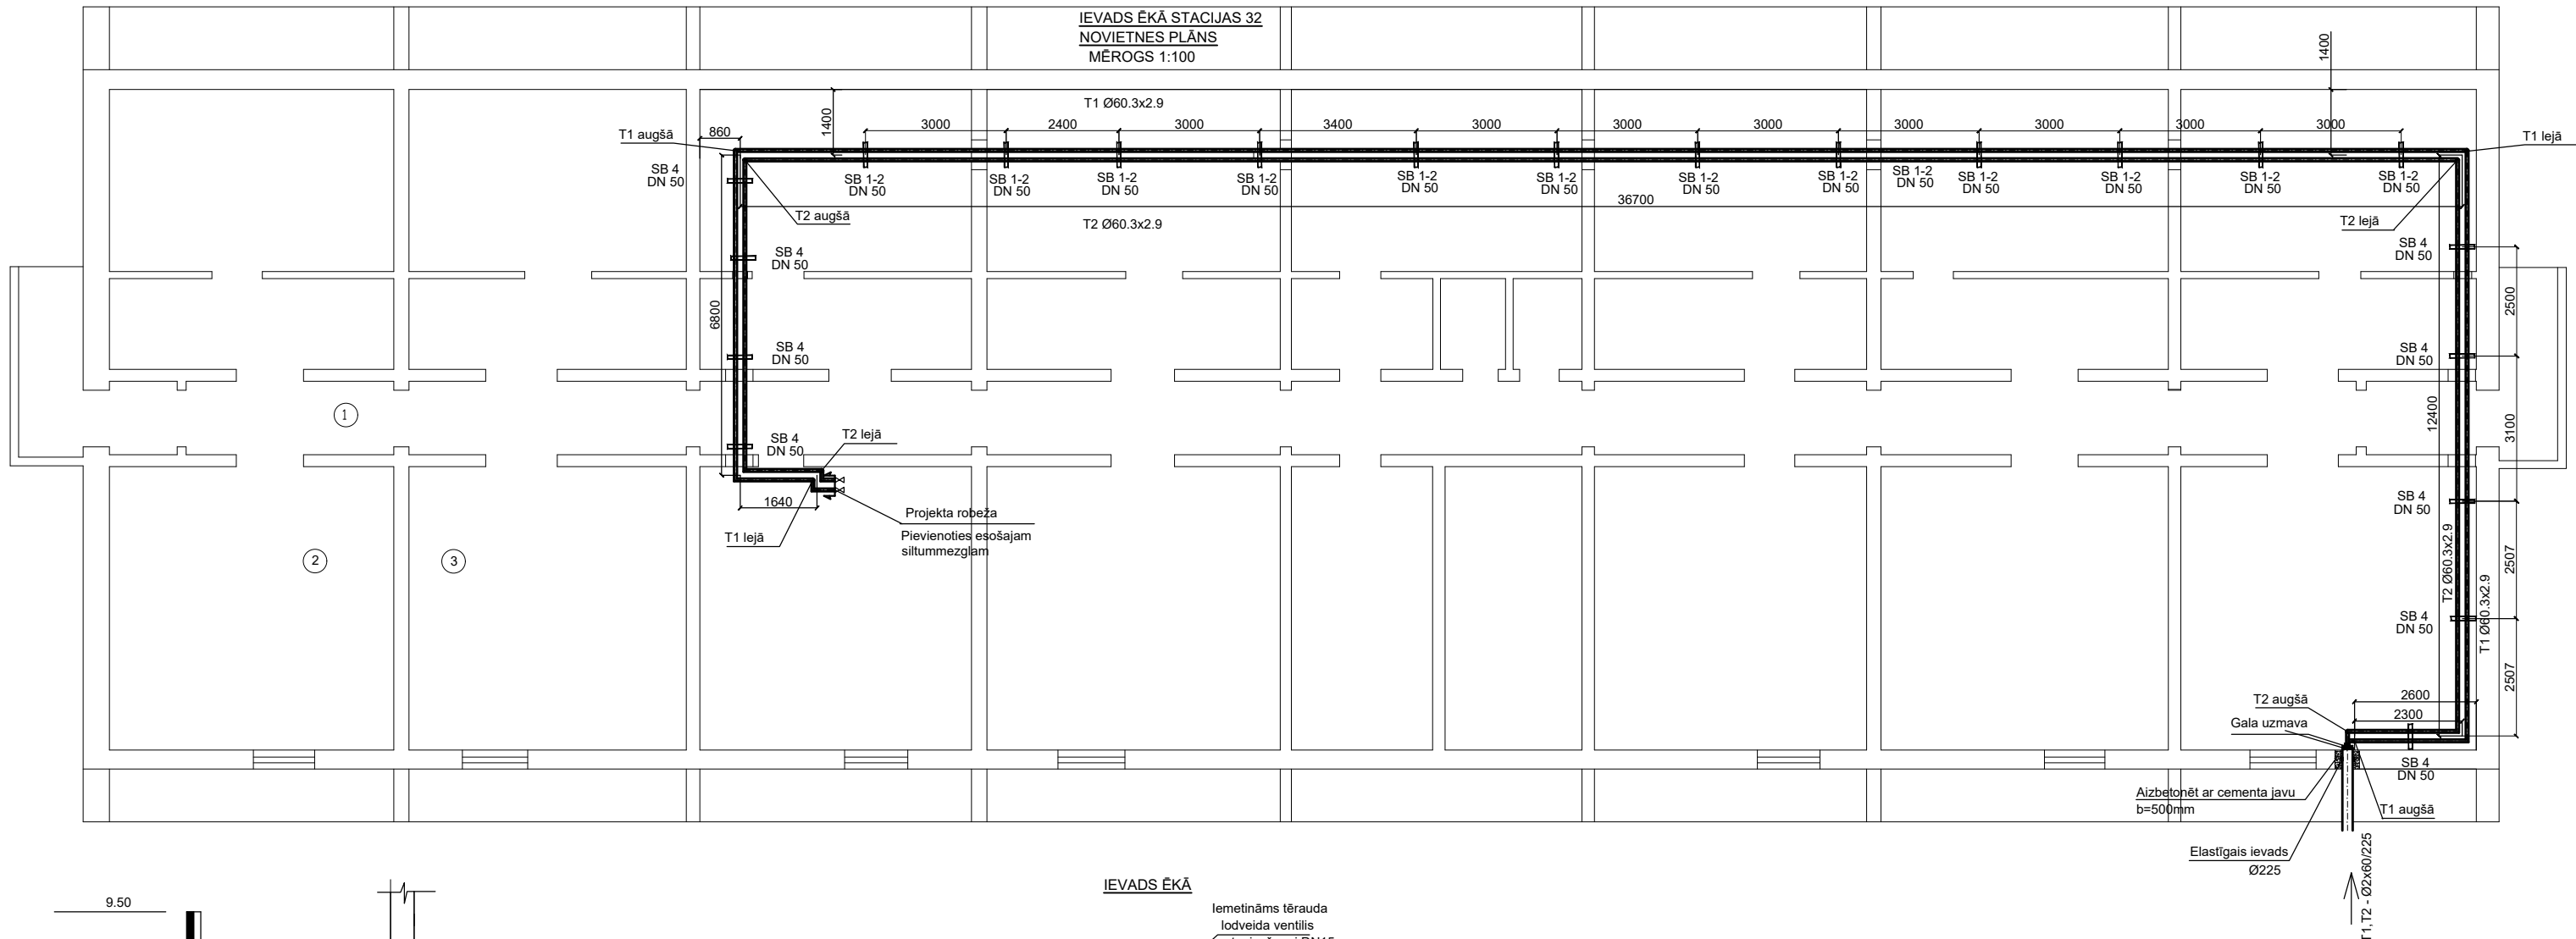 IEVADS ĒKĀ STACIJAS 32
NOVIETNES PLĀNS
MĒROGS 1:100
1400
T1 Ø60.3x2.9
T1 augšā
860
1400
3000
2400
3000
3400
3000
3000
3000
3000
3000
3000
3000
T1 lejā
SB 4
DN 50
SB 1-2
DN 50
SB 1-2
DN 50
SB 1-2
DN 50
SB 1-2
DN 50
SB 1-2
DN 50
SB 1-2
DN 50
SB 1-2
DN 50
SB 1-2
DN 50
SB 1-2
DN 50
SB 1-2
DN 50
SB 1-2
DN 50
SB 1-2
DN 50
SB 1-2
DN 50
36700
T2 augšā
T2 Ø60.3x2.9
T2 lejā
SB 4
DN 50
SB 4
DN 50
6800
2500
SB 4
DN 50
SB 4
DN 50
1
12400
3100
SB 4
DN 50
T2 lejā
1640
SB 4
DN 50
Projekta robeža
Pievienoties esošajam
siltummezglam
T1 lejā
2
3
T2 Ø60.3x2.9
2507
T1 Ø60.3x2.9
SB 4
DN 50
2507
2600
T2 augšā
Gala uzmava
2300
SB 4
DN 50
Aizbetonēt ar cementa javu
b=500mm
T1 augšā
Elastīgais ievads
Ø225
T1,T2 - Ø2x60/225
IEVADS ĒKĀ
9.50
Iemetināms tērauda
lodveida ventilis